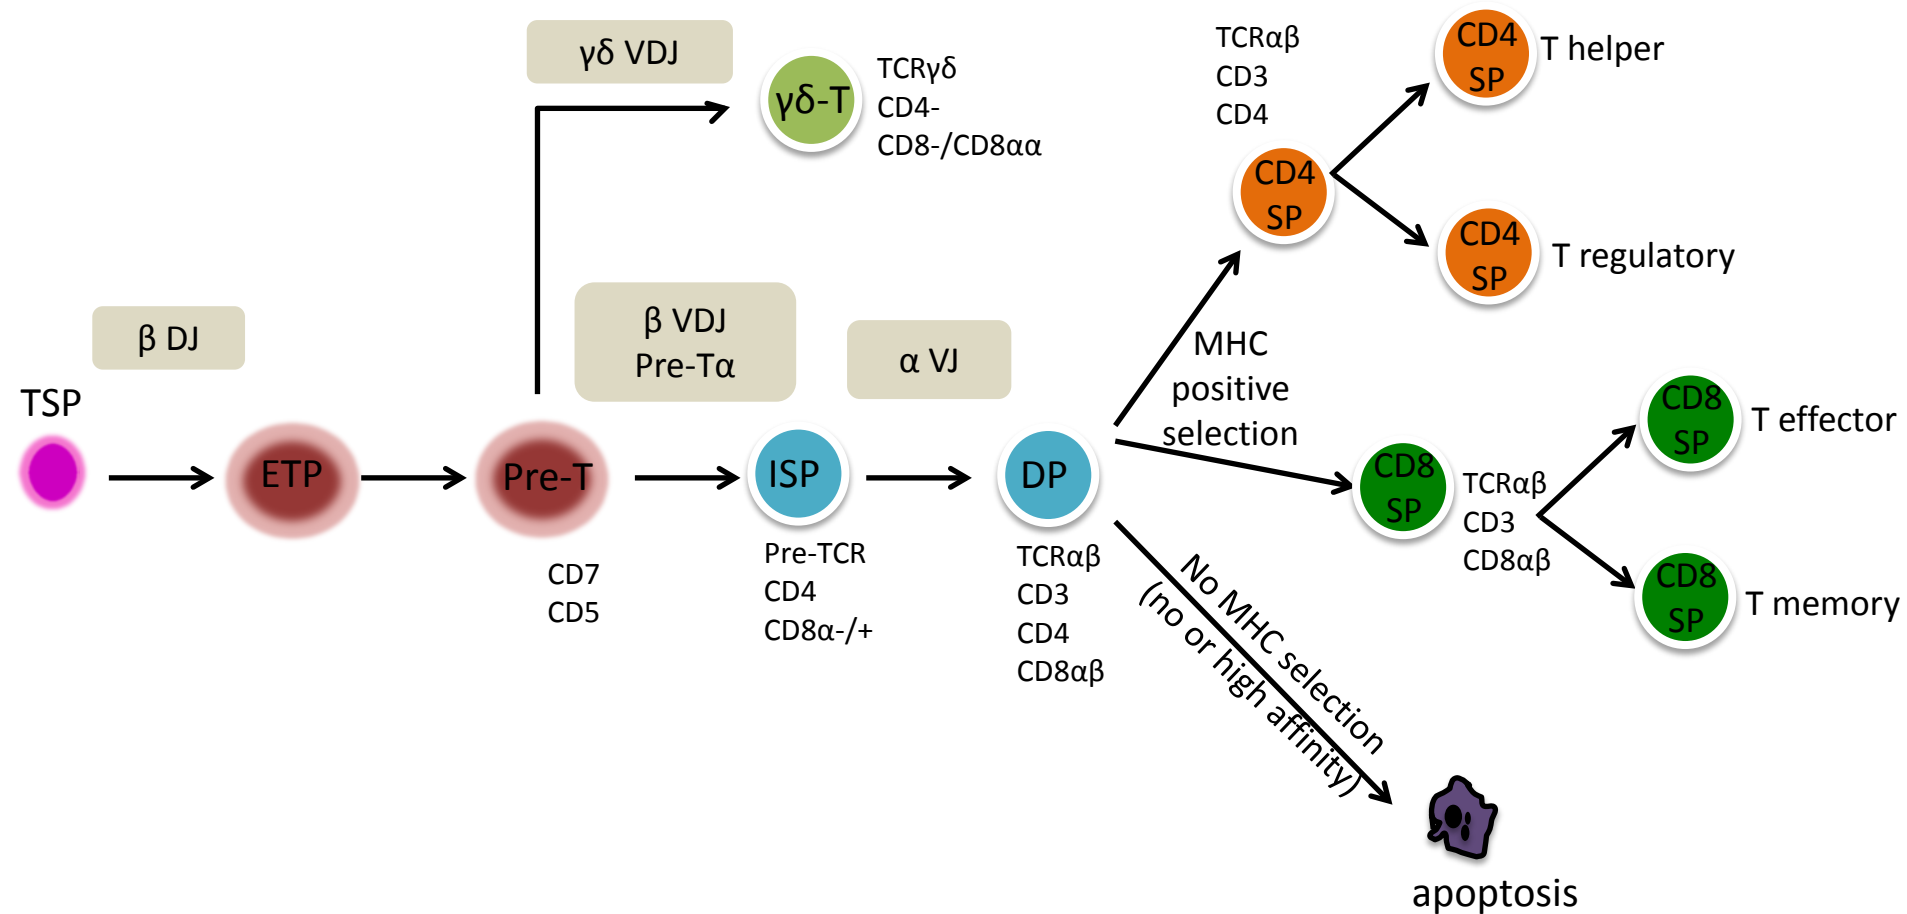 γδ VDJ
γδ-T
TCRγδ
CD4-
CD8-/CD8αα
TCRαβ
CD3
CD4
CD4
SP
CD4
SP
T helper
CD4
SP
T regulatory
β DJ
β VDJ
Pre-Tα
α VJ
MHC
positive
selection
TSP
ETP
Pre-T
CD7
CD5
ISP
Pre-TCR
CD4
CD8α-/+
DP
TCRαβ
CD3
CD4
CD8αβ
CD8
SP
TCRαβ
CD3
CD8αβ
CD8
SP
T effector
CD8
SP
T memory
No MHC selection
(no or high affinity)
apoptosis